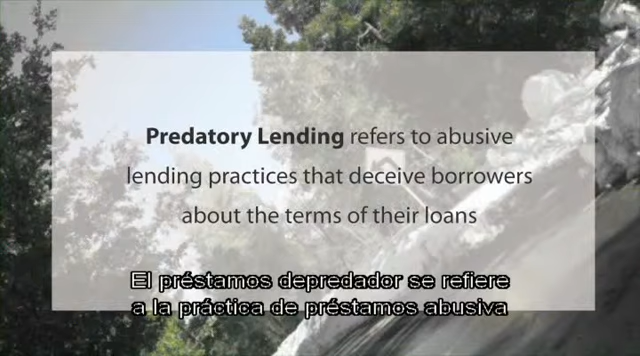 Predatory Lending refers to abusive
lending practices that deceive borrowers
about the terms of their loans
El préstamos depredador se refiere
a la práctica de préstamos abusiva